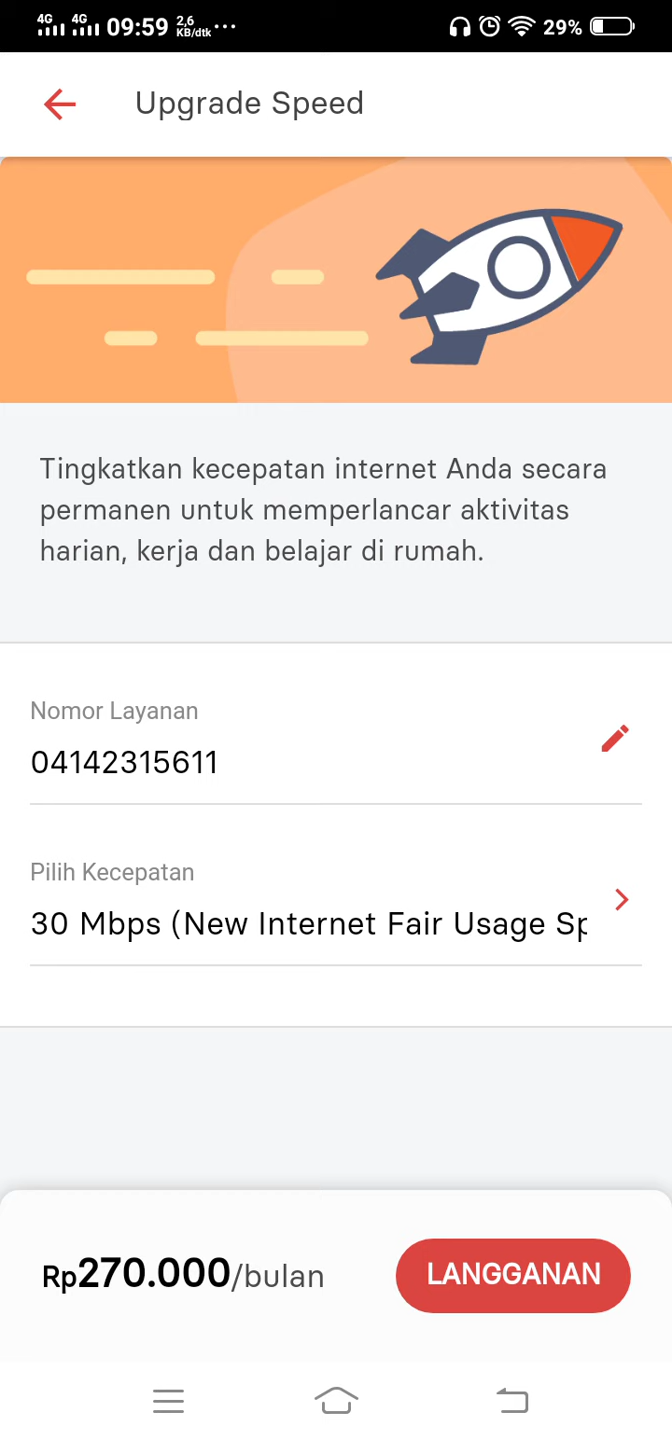 4G 4G 09:59 2,6 KB/dtk ... 29%
Upgrade Speed
Tingkatkan kecepatan internet Anda secara
permanen untuk memperlancar aktivitas
harian, kerja dan belajar di rumah.
Nomor Layanan
04142315611
Pilih Kecepatan
30 Mbps (New Internet Fair Usage Sp
Rp270.000/bulan
LANGGANAN